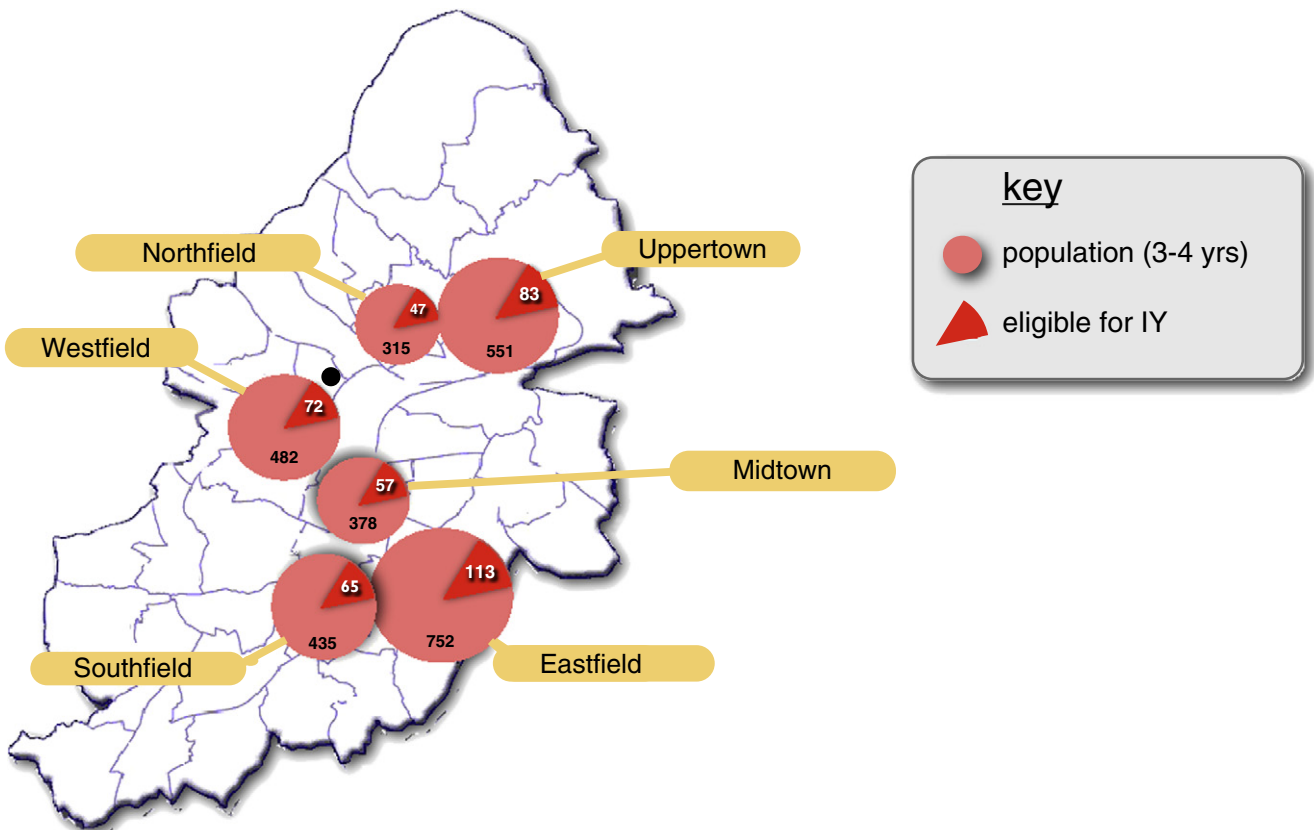 key
population (3-4 yrs)
eligible for IY
Northfield
47
315
Uppertown
83
551
Westfield
72
482
Midtown
57
378
Southfield
65
435
Eastfield
113
752